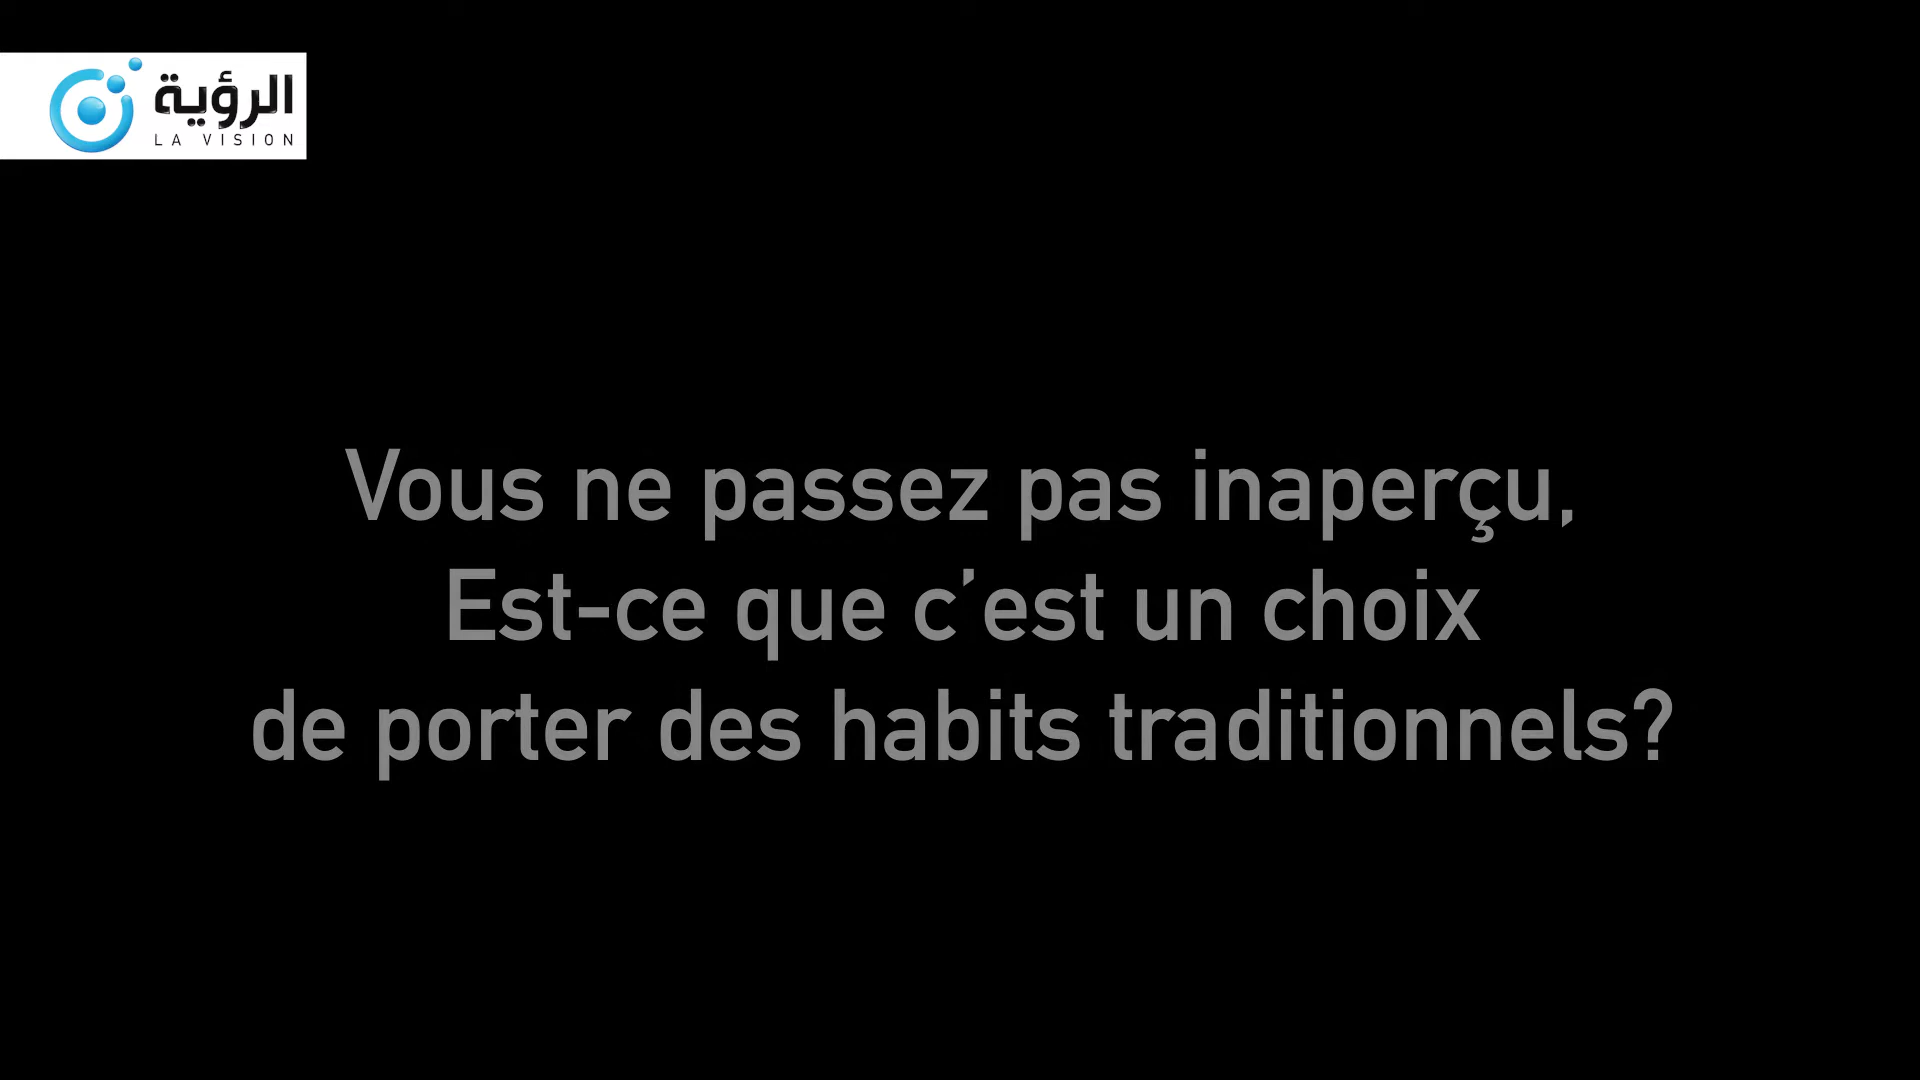 الرؤية
LA VISION
Vous ne passez pas inaperçu,
Est-ce que c’est un choix
de porter des habits traditionnels?